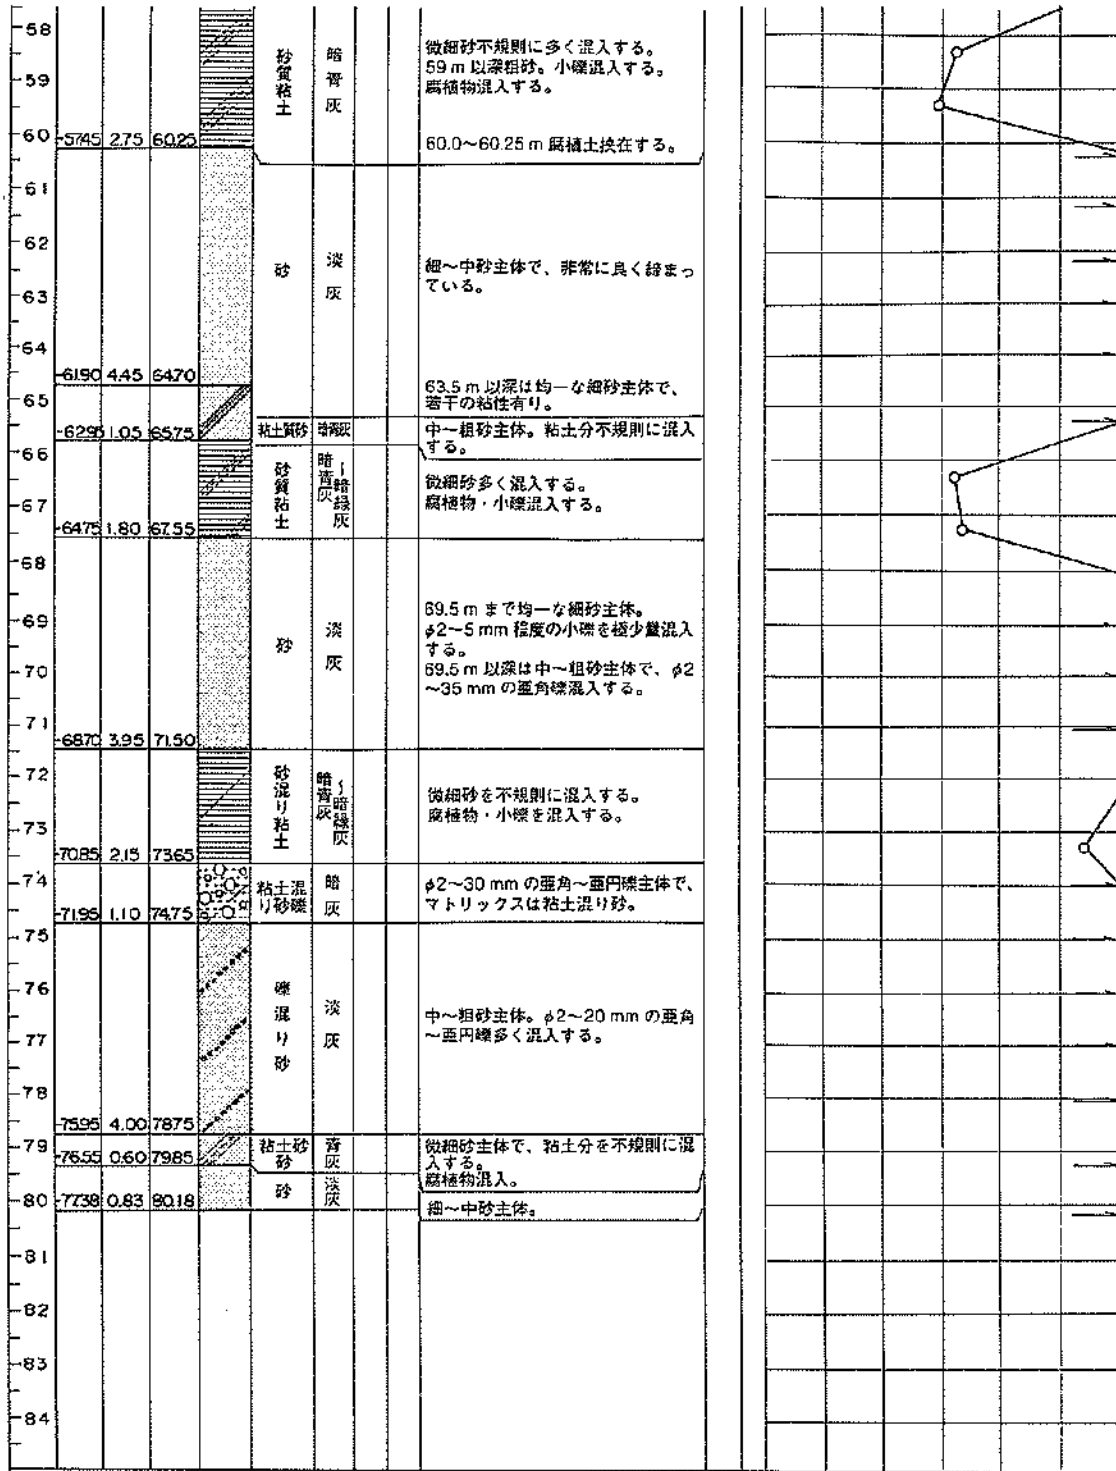 58
59
60
61
62
63
64
65
66
67
68
69
70
71
72
73
74
75
76
77
78
79
80
81
82
83
84
-57.45 2.75 60.25
砂質粘土
暗青灰
微細砂不規則に多く混入する。
59 m 以深粗砂。小礫混入する。
腐植物混入する。
60.0〜60.25 m 腐植土挟在する。
-61.90 4.45 64.70
砂
淡灰
細〜中砂主体で、非常に良く締まっ
ている。
63.5 m 以深は均一な細砂主体で、
若干の粘性有り。
-62.95 1.05 65.75
粘土質砂
暗青灰
中〜粗砂主体。粘土分不規則に混入
する。
-64.75 1.80 67.55
砂質粘土
暗青灰
〜暗緑灰
微細砂多く混入する。
腐植物・小礫混入する。
-68.70 3.95 71.50
砂
淡灰
69.5 m まで均一な細砂主体。
φ2〜5 mm 程度の小礫を極少量混入
する。
69.5 m 以深は中〜粗砂主体で、φ2
〜35 mm の亜角礫混入する。
-70.85 2.15 73.65
砂混り粘土
暗青灰
〜暗緑灰
微細砂を不規則に混入する。
腐植物・小礫を混入する。
-71.95 1.10 74.75
粘土混
り砂礫
暗灰
φ2〜30 mm の亜角〜亜円礫主体で、
マトリックスは粘土混り砂。
-75.95 4.00 78.75
礫混り砂
淡灰
中〜粗砂主体。φ2〜20 mm の亜角
〜亜円礫多く混入する。
-76.55 0.60 79.85
粘土砂
砂
青灰
微細砂主体で、粘土分を不規則に混
入する。
腐植物混入。
-77.38 0.83 80.18
砂
淡灰
細〜中砂主体。